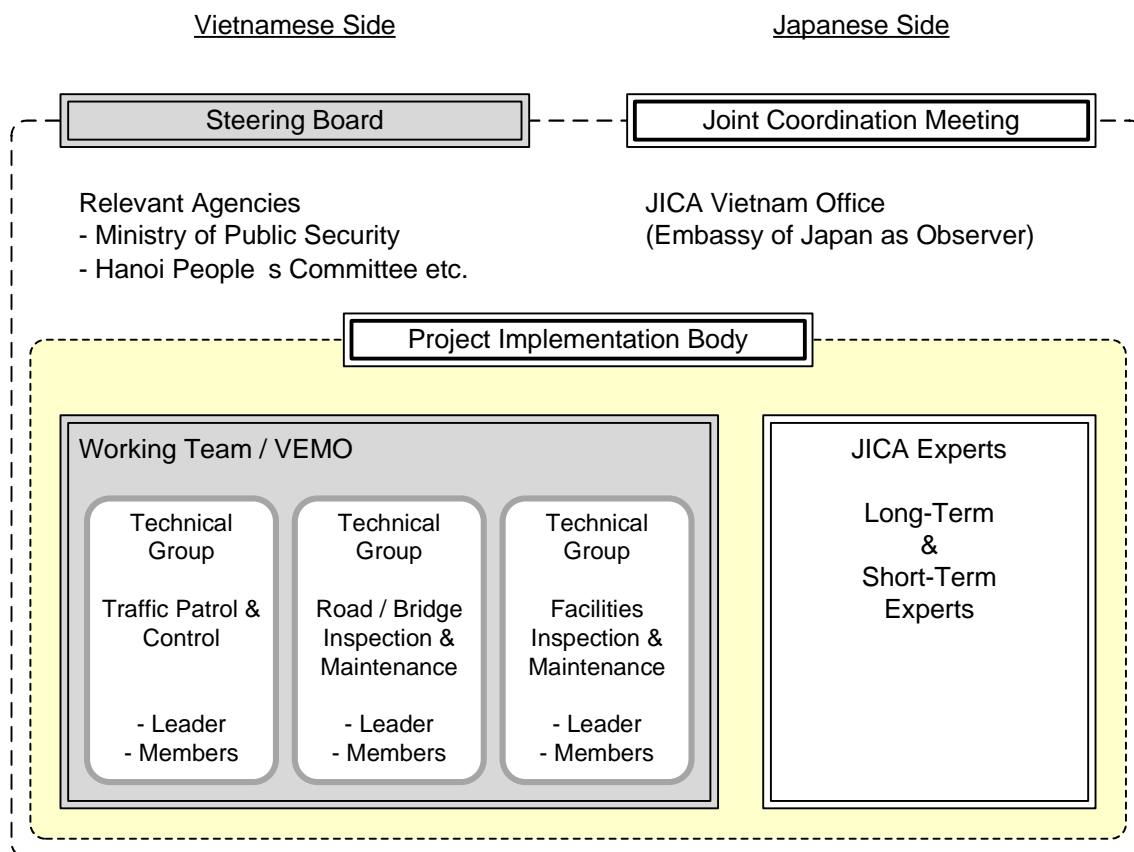 Vietnamese Side
Japanese Side
Steering Board
Joint Coordination Meeting
Relevant Agencies
- Ministry of Public Security
- Hanoi People s Committee etc.
JICA Vietnam Office
(Embassy of Japan as Observer)
Project Implementation Body
Working Team / VEMO
Technical
Group
Traffic Patrol &
Control
- Leader
- Members
Technical
Group
Road / Bridge
Inspection &
Maintenance
- Leader
- Members
Technical
Group
Facilities
Inspection &
Maintenance
- Leader
- Members
JICA Experts
Long-Term
&
Short-Term
Experts